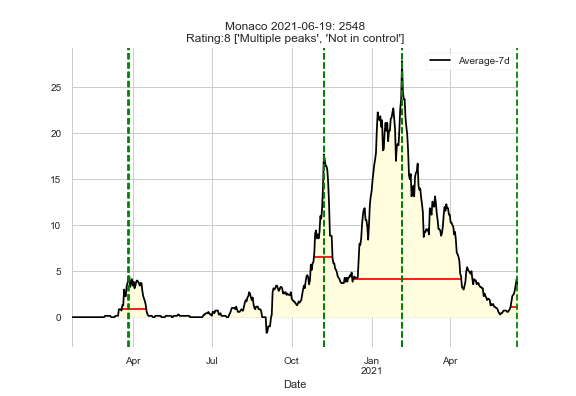 Monaco 2021-06-19: 2548
Rating:8 ['Multiple peaks', 'Not in control']
Average-7d
25
20
15
10
5
0
Apr
Jul
Oct
Jan
2021
Apr
Date